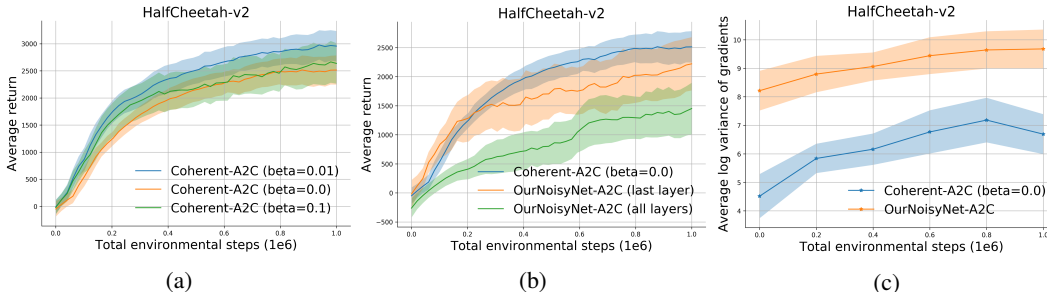 HalfCheetah-v2
3000
2500
2000
1500
1000
500
0
Average return
Coherent-A2C (beta=0.01)
Coherent-A2C (beta=0.0)
Coherent-A2C (beta=0.1)
0.0 0.2 0.4 0.6 0.8 1.0
Total environmental steps (1e6)
(a)
HalfCheetah-v2
2500
2000
1500
1000
500
0
−500
Average return
Coherent-A2C (beta=0.0)
OurNoisyNet-A2C (last layer)
OurNoisyNet-A2C (all layers)
0.0 0.2 0.4 0.6 0.8 1.0
Total environmental steps (1e6)
(b)
HalfCheetah-v2
10
9
8
7
6
5
4
Average log variance of gradients
Coherent-A2C (beta=0.0)
OurNoisyNet-A2C
0.0 0.2 0.4 0.6 0.8 1.0
Total environmental steps (1e6)
(c)